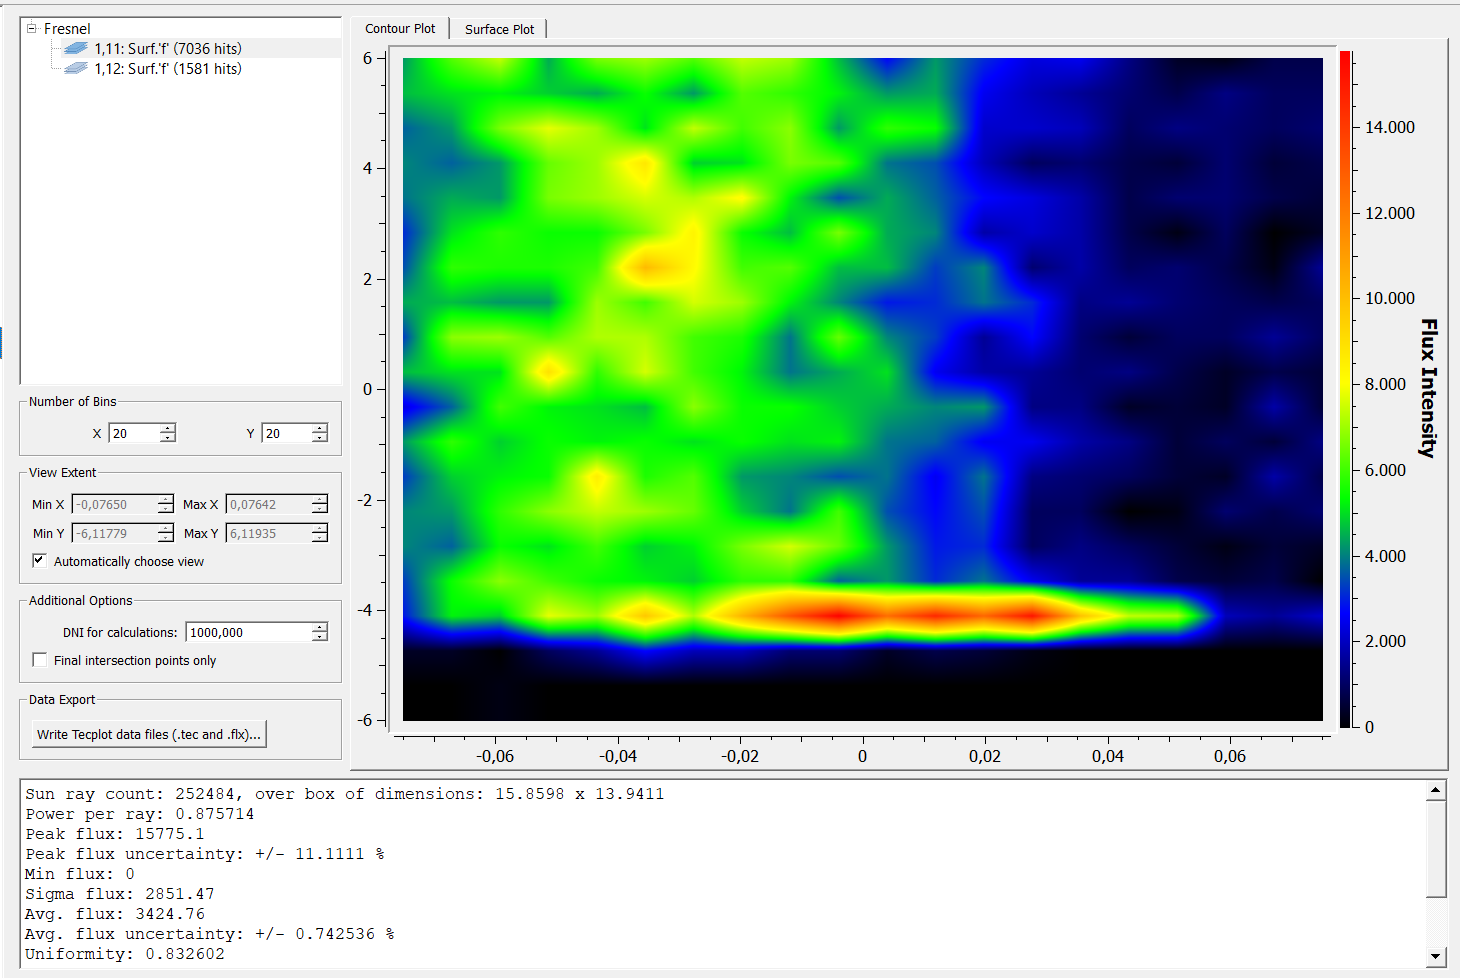 Fresnel
1,11: Surf.'f' (7036 hits)
1,12: Surf.'f' (1581 hits)
Number of Bins
X 20 Y 20
View Extent
Min X -0,07650 Max X 0,07642
Min Y -6,11779 Max Y 6,11935
Automatically choose view
Additional Options
DNI for calculations: 1000,000
Final intersection points only
Data Export
Write Tecplot data files (.tec and .flx)...
Contour Plot Surface Plot
6
4
2
0
-2
-4
-6
-0,06 -0,04 -0,02 0 0,02 0,04 0,06
14.000
12.000
10.000
8.000
6.000
4.000
2.000
0
Flux Intensity
Sun ray count: 252484, over box of dimensions: 15.8598 x 13.9411
Power per ray: 0.875714
Peak flux: 15775.1
Peak flux uncertainty: +/- 11.1111 %
Min flux: 0
Sigma flux: 2851.47
Avg. flux: 3424.76
Avg. flux uncertainty: +/- 0.742536 %
Uniformity: 0.832602